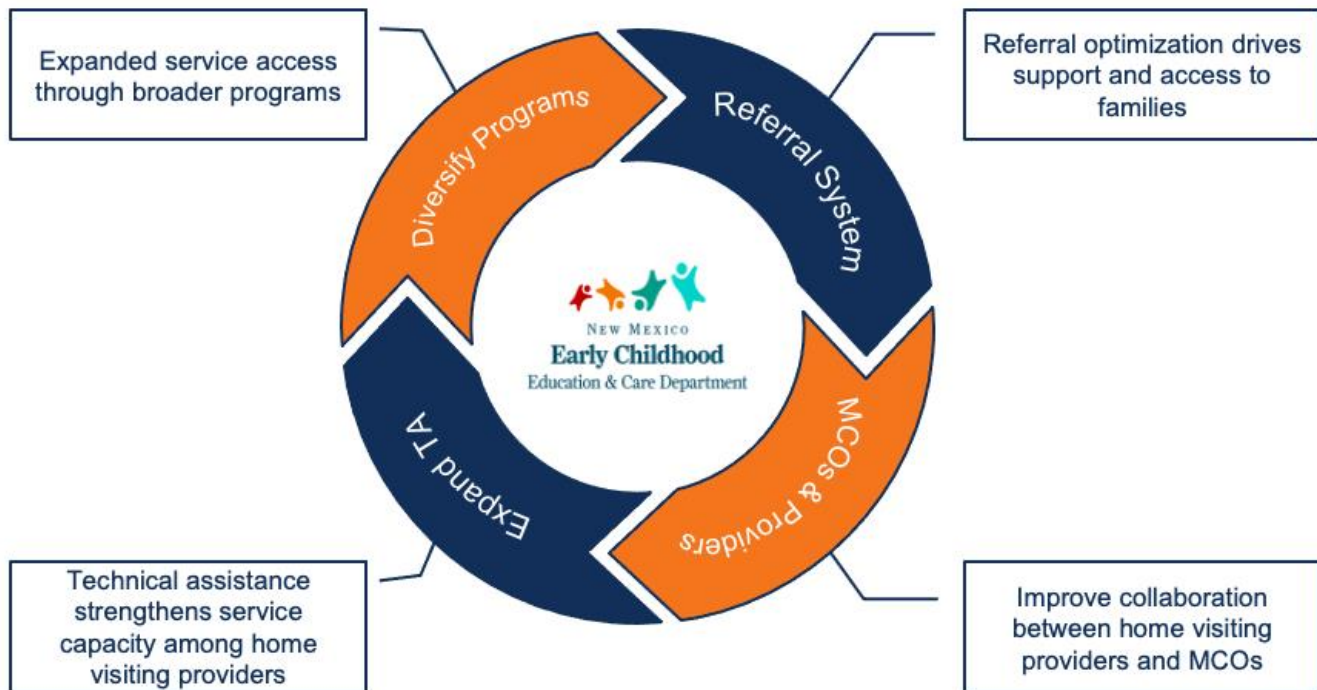 Expanded service access
through broader programs
Diversify Programs
Referral System
Referral optimization drives
support and access to
families
NEW MEXICO
Early Childhood
Education & Care Department
Expand TA
MCOs & Providers
Technical assistance
strengthens service
capacity among home
visiting providers
Improve collaboration
between home visiting
providers and MCOs